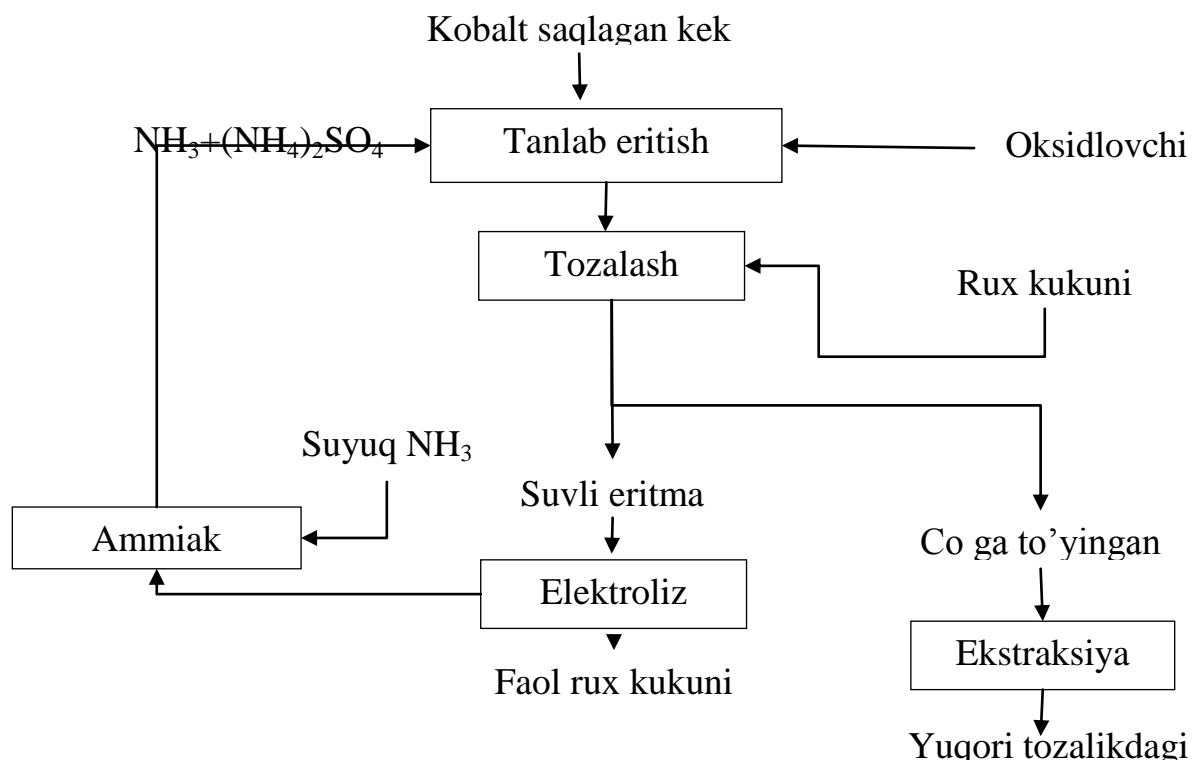 Kobalt saqlagan kek
NH₃+(NH₄)₂SO₄
Tanlab eritish
Oksidlovchi
Tozalash
Rux kukuni
Suyuq NH₃
Suvli eritma
Ammiak
Co ga to’yingan
Elektroliz
Ekstraksiya
Faol rux kukuni
Yuqori tozalikdagi